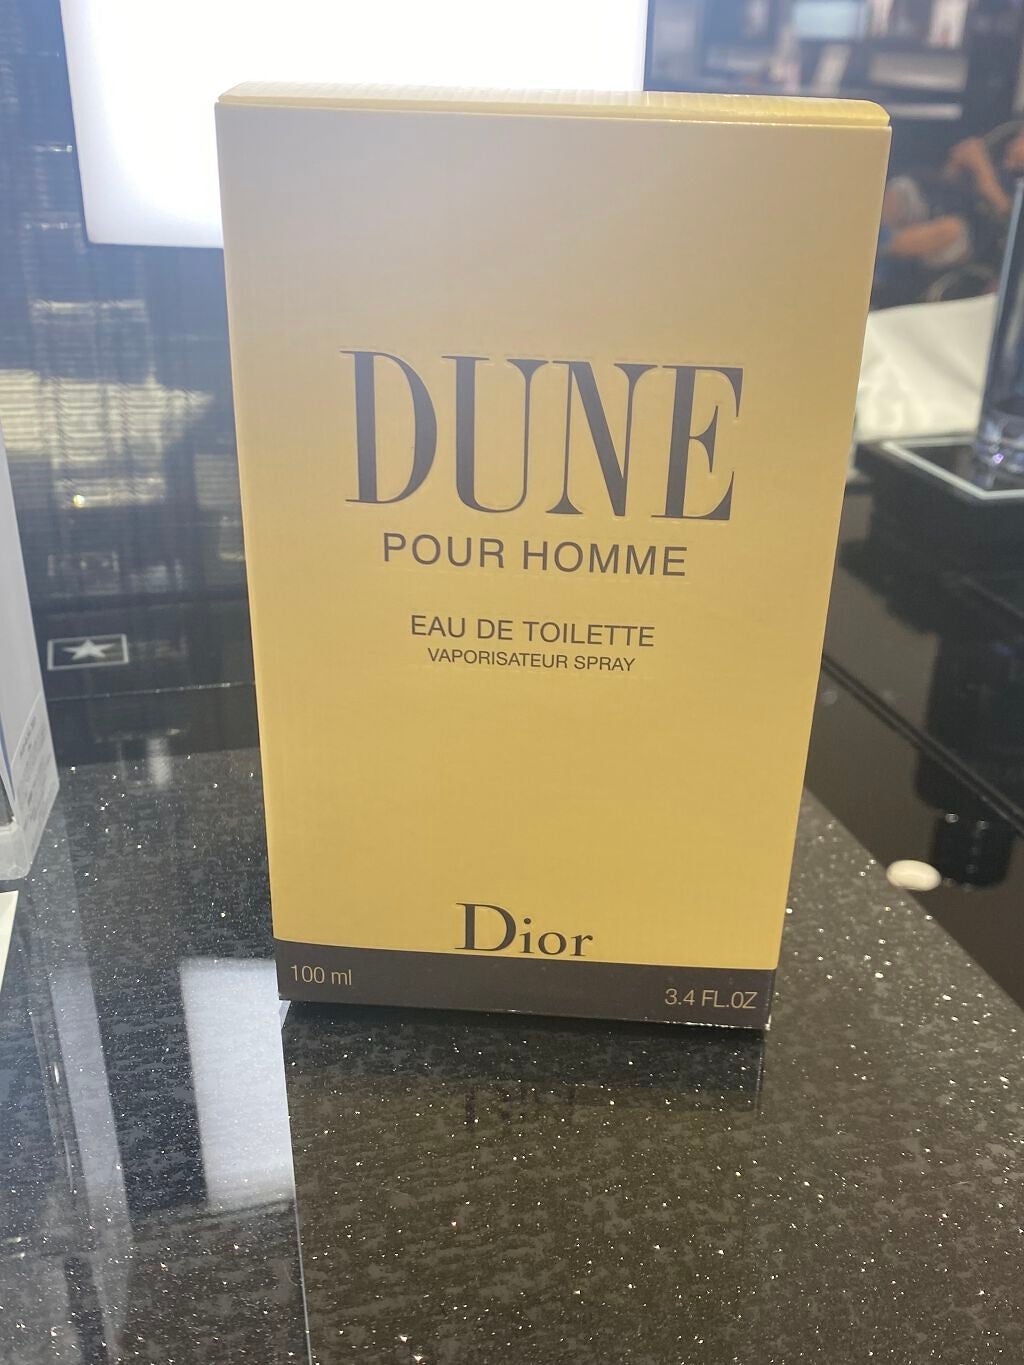 DUNE
POUR HOMME
EAU DE TOILETTE
VAPORISATEUR SPRAY
Dior
100 ml
3.4 FL.OZ